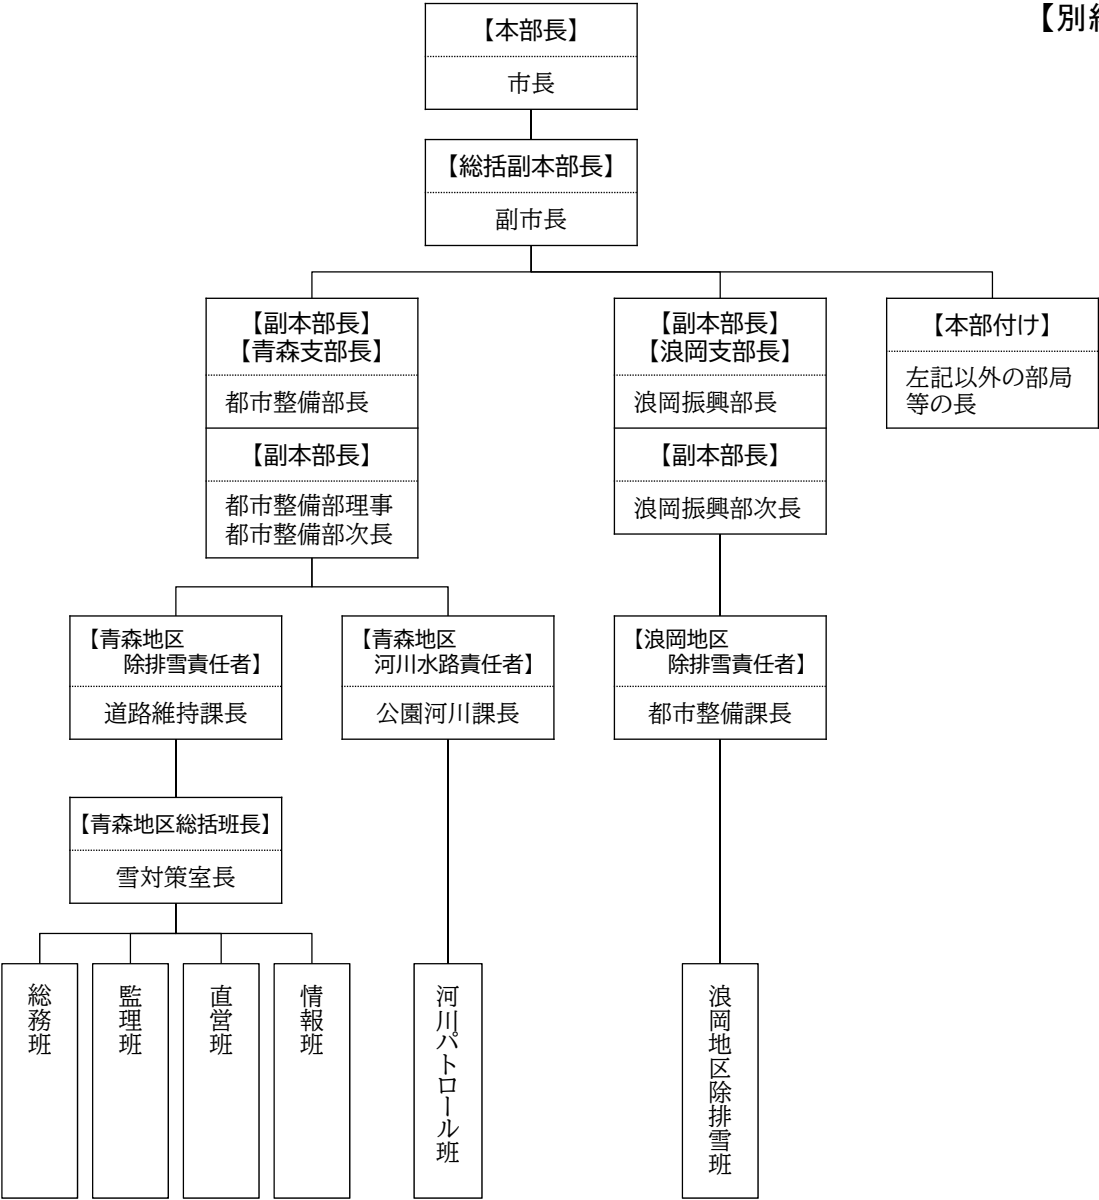 【別紙
【本部長】
市長
【総括副本部長】
副市長
【副本部長】
【青森支部長】
都市整備部長
【副本部長】
都市整備部理事
都市整備部次長
【副本部長】
【浪岡支部長】
浪岡振興部長
【副本部長】
浪岡振興部次長
【本部付け】
左記以外の部局
等の長
【青森地区
除排雪責任者】
道路維持課長
【青森地区
河川水路責任者】
公園河川課長
【浪岡地区
除排雪責任者】
都市整備課長
【青森地区総括班長】
雪対策室長
総務班
監理班
直営班
情報班
河川パトロール班
浪岡地区除排雪班